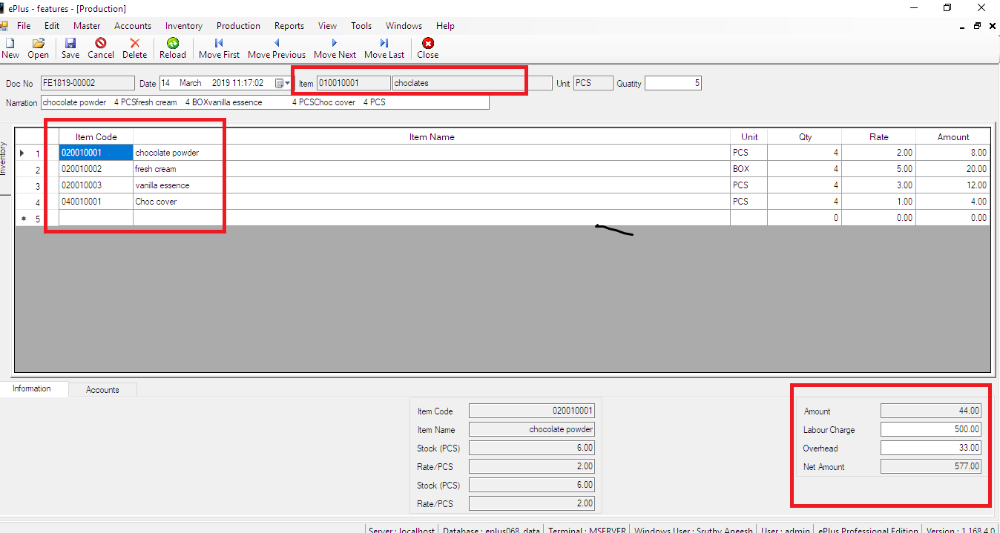 ePlus - features - [Production]
File Edit Master Accounts Inventory Production Reports View Tools Windows Help
New Open Save Cancel Delete Reload Move First Move Previous Move Next Move Last Close
Doc No FE1819-00002 Date 14 March 2019 11:17:02 Item 010010001 choclates Unit PCS Quatity 5
Narration chocolate powder 4 PCSfresh cream 4 BOXvanilla essence 4 PCSChoc cover 4 PCS
Inventory
Item Code Item Name Unit Qty Rate Amount
1 020010001 chocolate powder PCS 4 2.00 8.00
2 020010002 fresh cream BOX 4 5.00 20.00
3 020010003 vanilla essence PCS 4 3.00 12.00
4 040010001 Choc cover PCS 4 1.00 4.00
5 0 0.00 0.00
Information Accounts
Item Code 020010001
Item Name chocolate powder
Stock (PCS) 6.00
Rate/PCS 2.00
Stock (PCS) 6.00
Rate/PCS 2.00
Amount 44.00
Labour Charge 500.00
Overhead 33.00
Net Amount 577.00
Server : localhost Database : eplus068_data Terminal : MSERVER Windows User : Sruthy Aneesh User : admin ePlus Professional Edition Version : 1.168.4.0